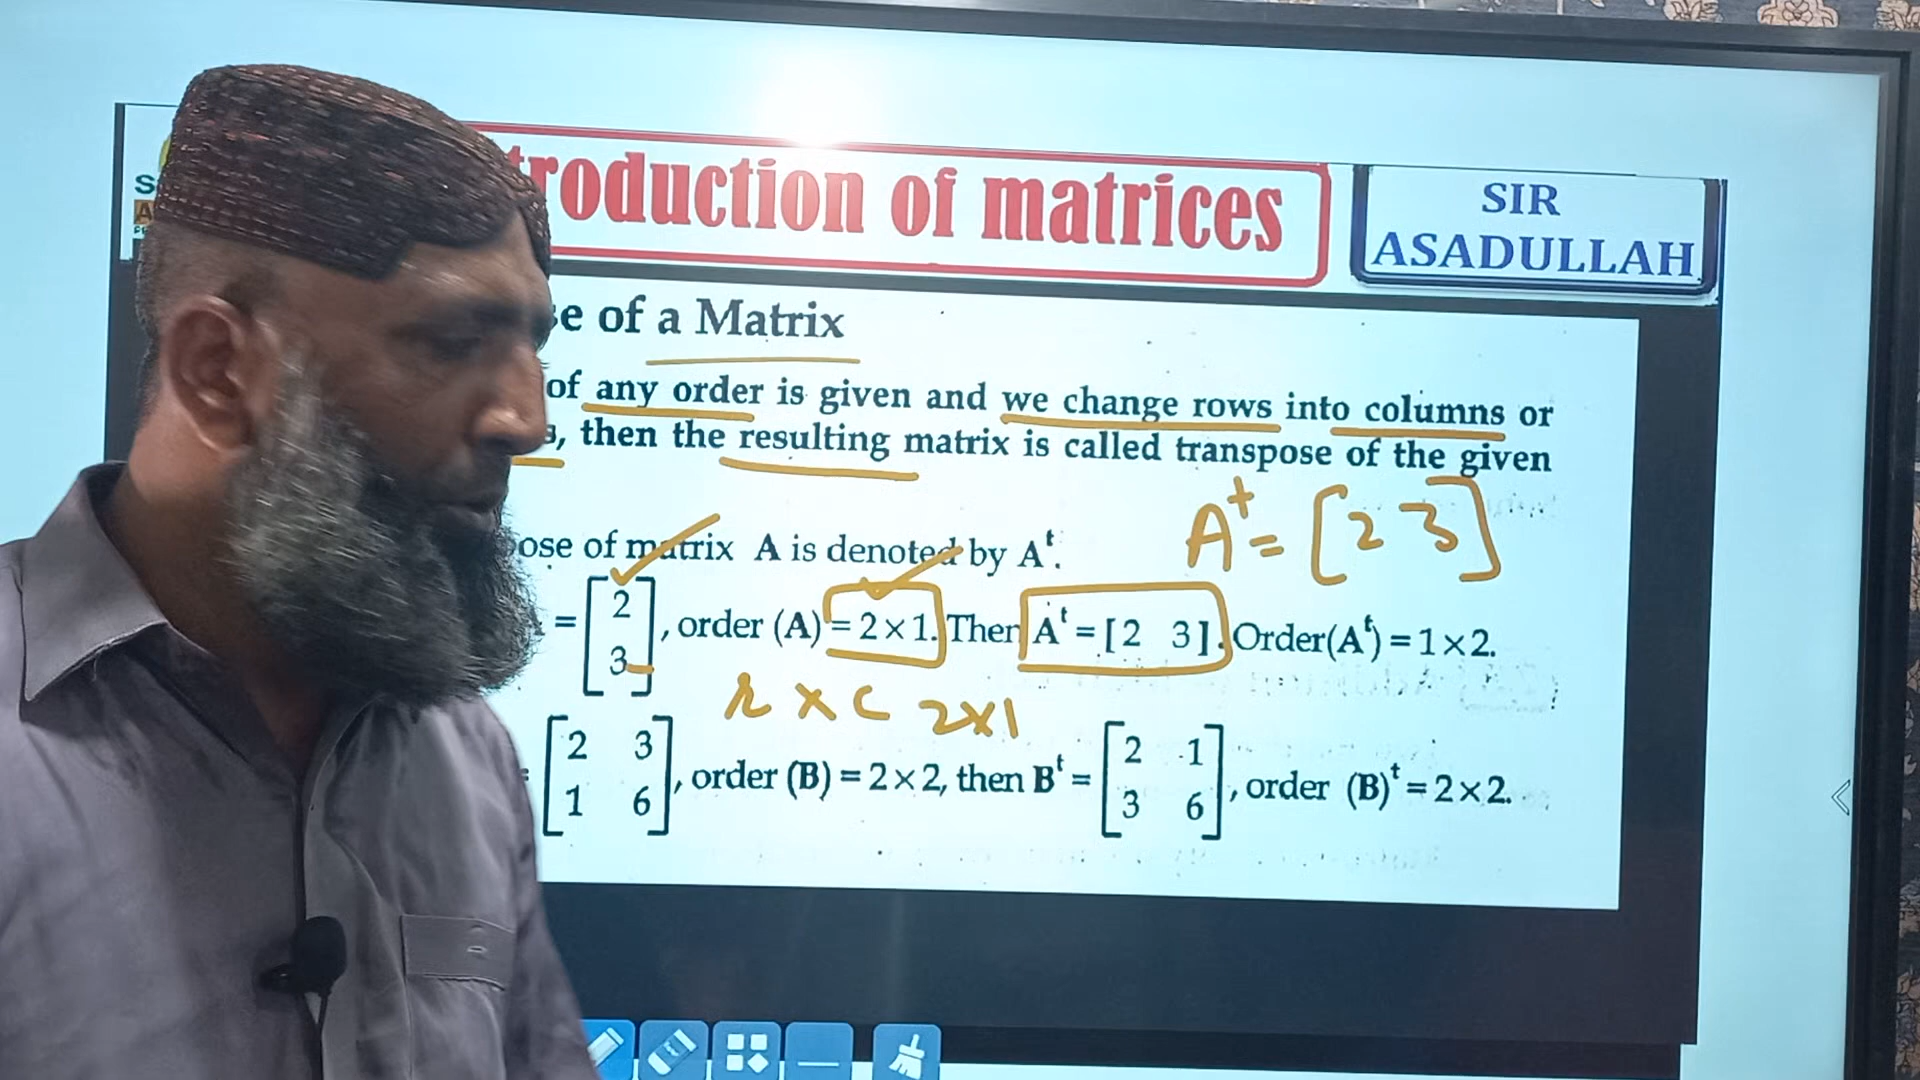 troduction of matrices
SIR
ASADULLAH
e of a Matrix
of any order is given and we change rows into columns or
s, then the resulting matrix is called transpose of the given
A^t = [2 3]
ose of matrix A is denoted by A^t.
= [2 3], order (A) = 2×1. Then A^t = [2 3]. Order(A^t) = 1×2.
r × c 2×1
= [2 3 1 6], order (B) = 2×2, then B^t = [2 1 3 6], order (B)^t = 2×2.